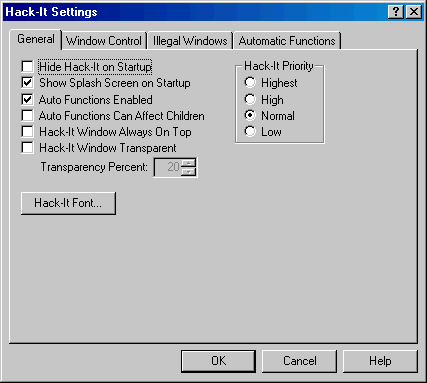 Hack-It Settings
General Window Control Illegal Windows Automatic Functions
Hide Hack-It on Startup
Show Splash Screen on Startup
Auto Functions Enabled
Auto Functions Can Affect Children
Hack-It Window Always On Top
Hack-It Window Transparent
Transparency Percent: 20
Hack-It Priority
Highest
High
Normal
Low
Hack-It Font...
OK Cancel Help